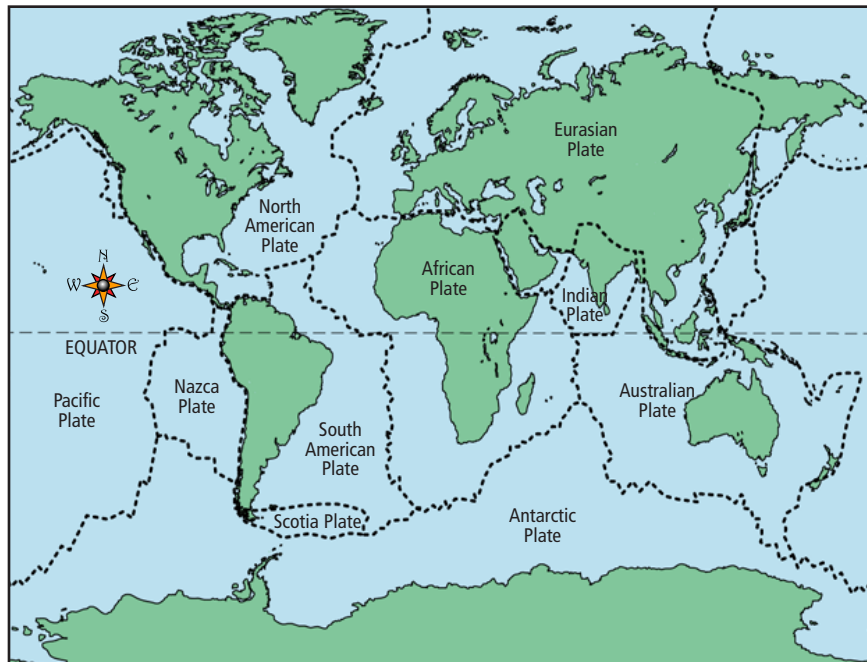 Eurasian
Plate
North
American
Plate
African
Plate
Indian
Plate
N
W
E
S
EQUATOR
Pacific
Plate
Nazca
Plate
South
American
Plate
Australian
Plate
Scotia Plate
Antarctic
Plate